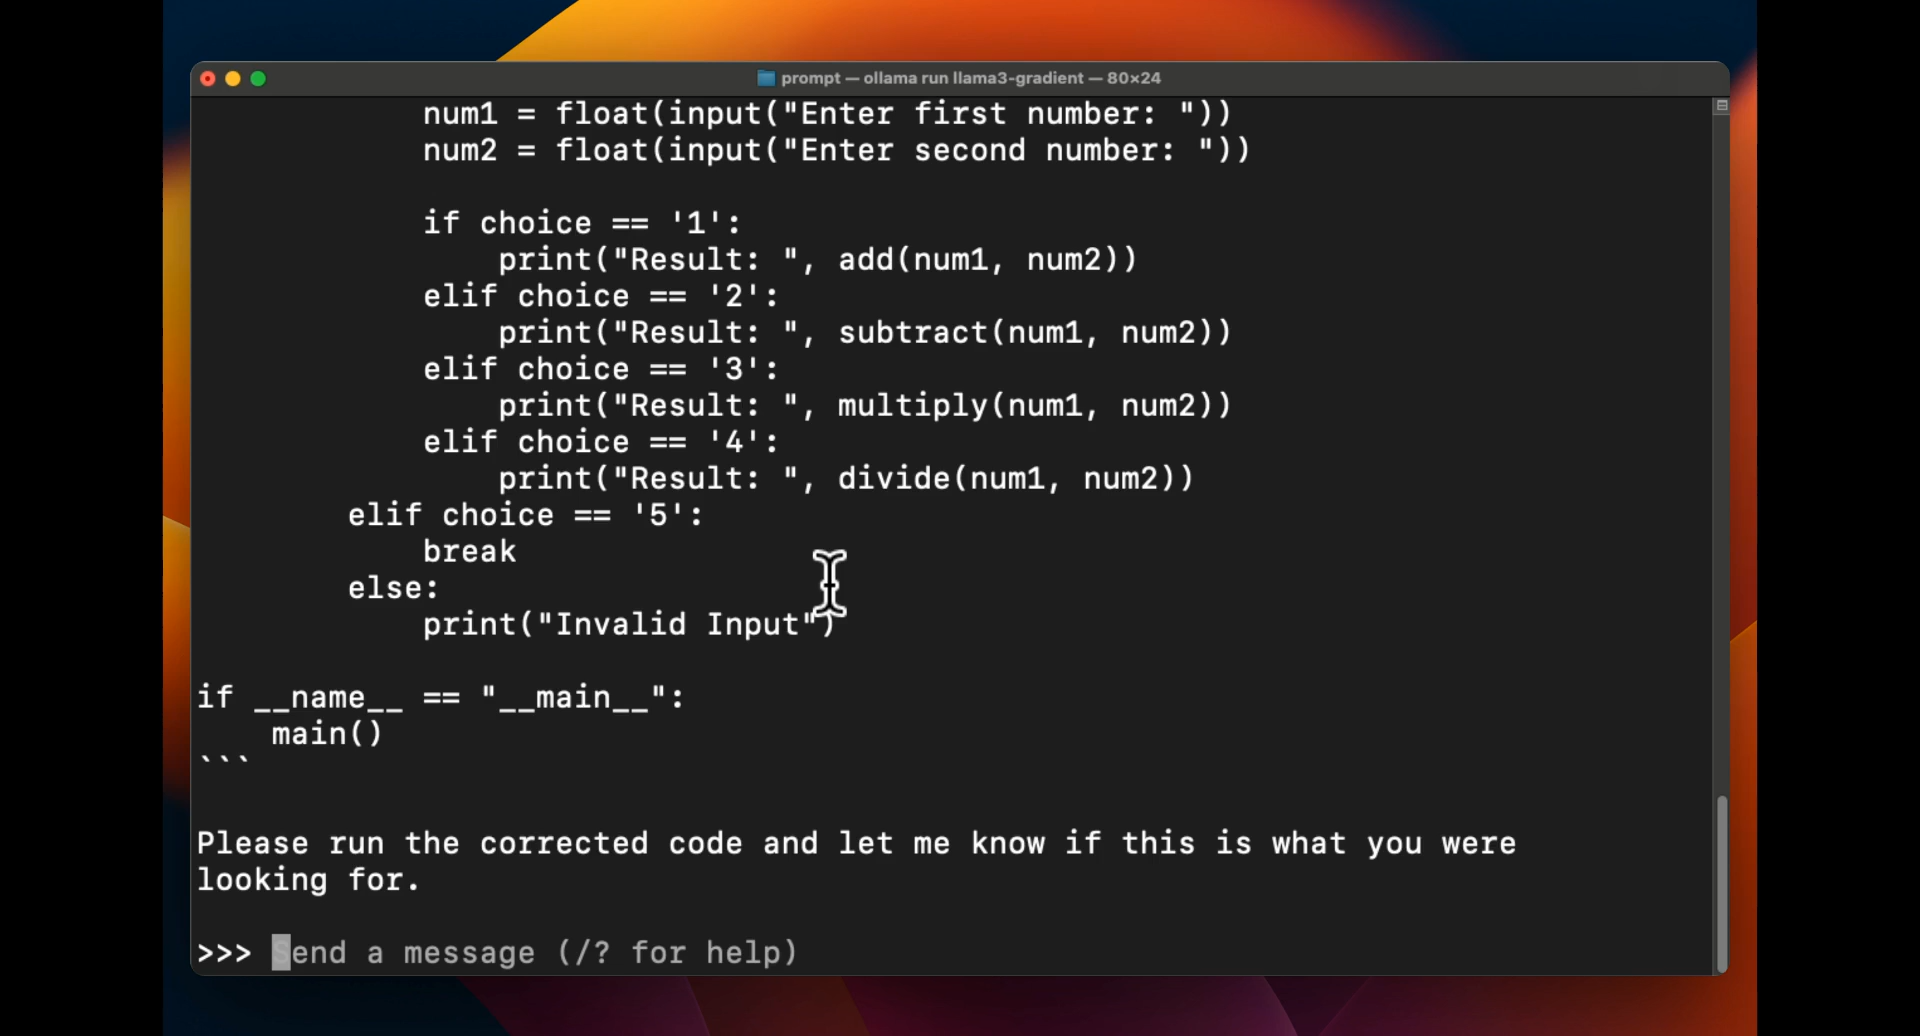 prompt — ollama run llama3-gradient — 80×24
            num1 = float(input("Enter first number: "))
            num2 = float(input("Enter second number: "))

            if choice == '1':
                print("Result: ", add(num1, num2))
            elif choice == '2':
                print("Result: ", subtract(num1, num2))
            elif choice == '3':
                print("Result: ", multiply(num1, num2))
            elif choice == '4':
                print("Result: ", divide(num1, num2))
        elif choice == '5':
            break
        else:
            print("Invalid Input")

if __name__ == "__main__":
    main()
```

Please run the corrected code and let me know if this is what you were
looking for.

>>> Send a message (/? for help)